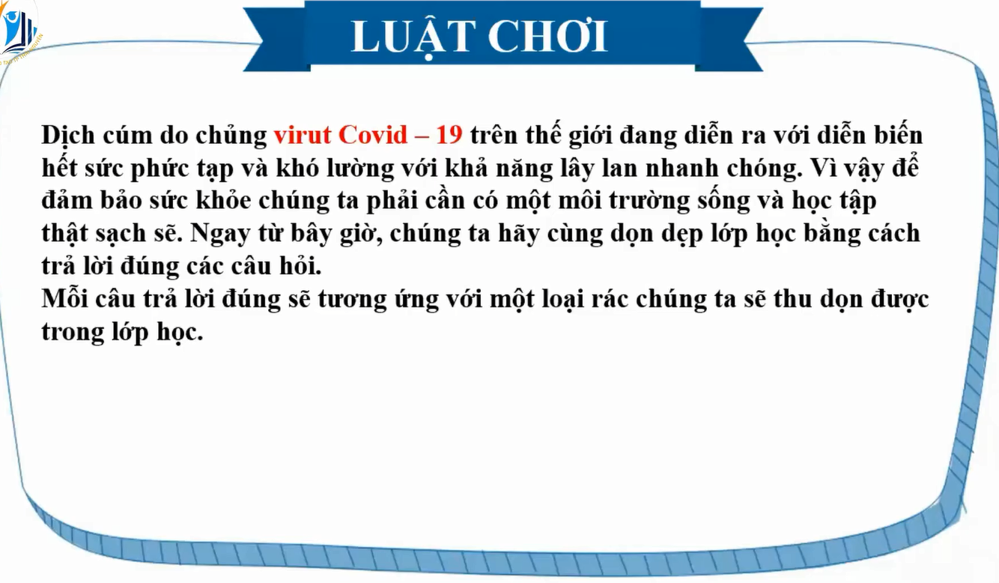 LUẬT CHƠI
Dịch cúm do chủng virut Covid – 19 trên thế giới đang diễn ra với diễn biến
hết sức phức tạp và khó lường với khả năng lây lan nhanh chóng. Vì vậy để
đảm bảo sức khỏe chúng ta phải cần có một môi trường sống và học tập
thật sạch sẽ. Ngay từ bây giờ, chúng ta hãy cùng dọn dẹp lớp học bằng cách
trả lời đúng các câu hỏi.
Mỗi câu trả lời đúng sẽ tương ứng với một loại rác chúng ta sẽ thu dọn được
trong lớp học.